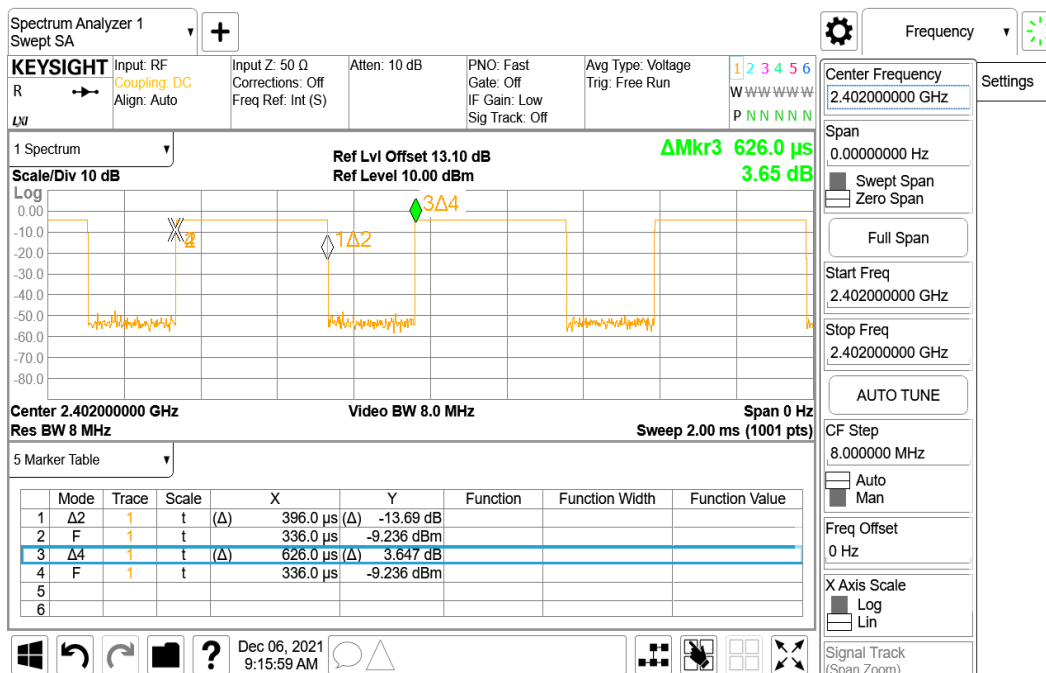 Spectrum Analyzer 1
Swept SA
Frequency
KEYSIGHT
R
LXI
Input: RF
Coupling: DC
Align: Auto
Input Z: 50 Ω
Corrections: Off
Freq Ref: Int (S)
Atten: 10 dB
PNO: Fast
Gate: Off
IF Gain: Low
Sig Track: Off
Avg Type: Voltage
Trig: Free Run
1 2 3 4 5 6
W W W W W W
P N N N N N
1 Spectrum
Scale/Div 10 dB
Ref Lvl Offset 13.10 dB
Ref Level 10.00 dBm
ΔMkr3 626.0 µs
3.65 dB
Log
0.00
-10.0
-20.0
-30.0
-40.0
-50.0
-60.0
-70.0
-80.0
3Δ4
1Δ2
Center 2.402000000 GHz
Video BW 8.0 MHz
Span 0 Hz
Res BW 8 MHz
Sweep 2.00 ms (1001 pts)
5 Marker Table
Mode Trace Scale X Y Function Function Width Function Value
1 Δ2 1 t (Δ) 396.0 µs (Δ) -13.69 dB
2 F 1 t 336.0 µs -9.236 dBm
3 Δ4 1 t (Δ) 626.0 µs (Δ) 3.647 dB
4 F 1 t 336.0 µs -9.236 dBm
5
6
Dec 06, 2021
9:15:59 AM
Center Frequency
2.402000000 GHz
Settings
Span
0.00000000 Hz
Swept Span
Zero Span
Full Span
Start Freq
2.402000000 GHz
Stop Freq
2.402000000 GHz
AUTO TUNE
CF Step
8.000000 MHz
Auto
Man
Freq Offset
0 Hz
X Axis Scale
Log
Lin
Signal Track
(Span Zoom)